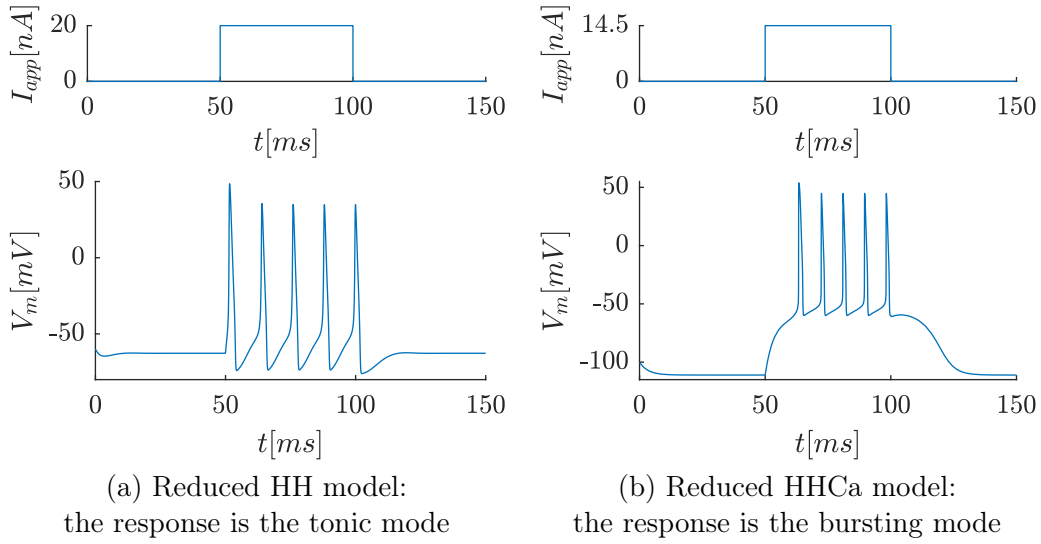 I_app[nA]
20
0
0 50 100 150
t[ms]
V_m[mV]
50
0
-50
0 50 100 150
t[ms]
(a) Reduced HH model:
the response is the tonic mode
I_app[nA]
14.5
0
0 50 100 150
t[ms]
V_m[mV]
50
0
-50
-100
0 50 100 150
t[ms]
(b) Reduced HHCa model:
the response is the bursting mode